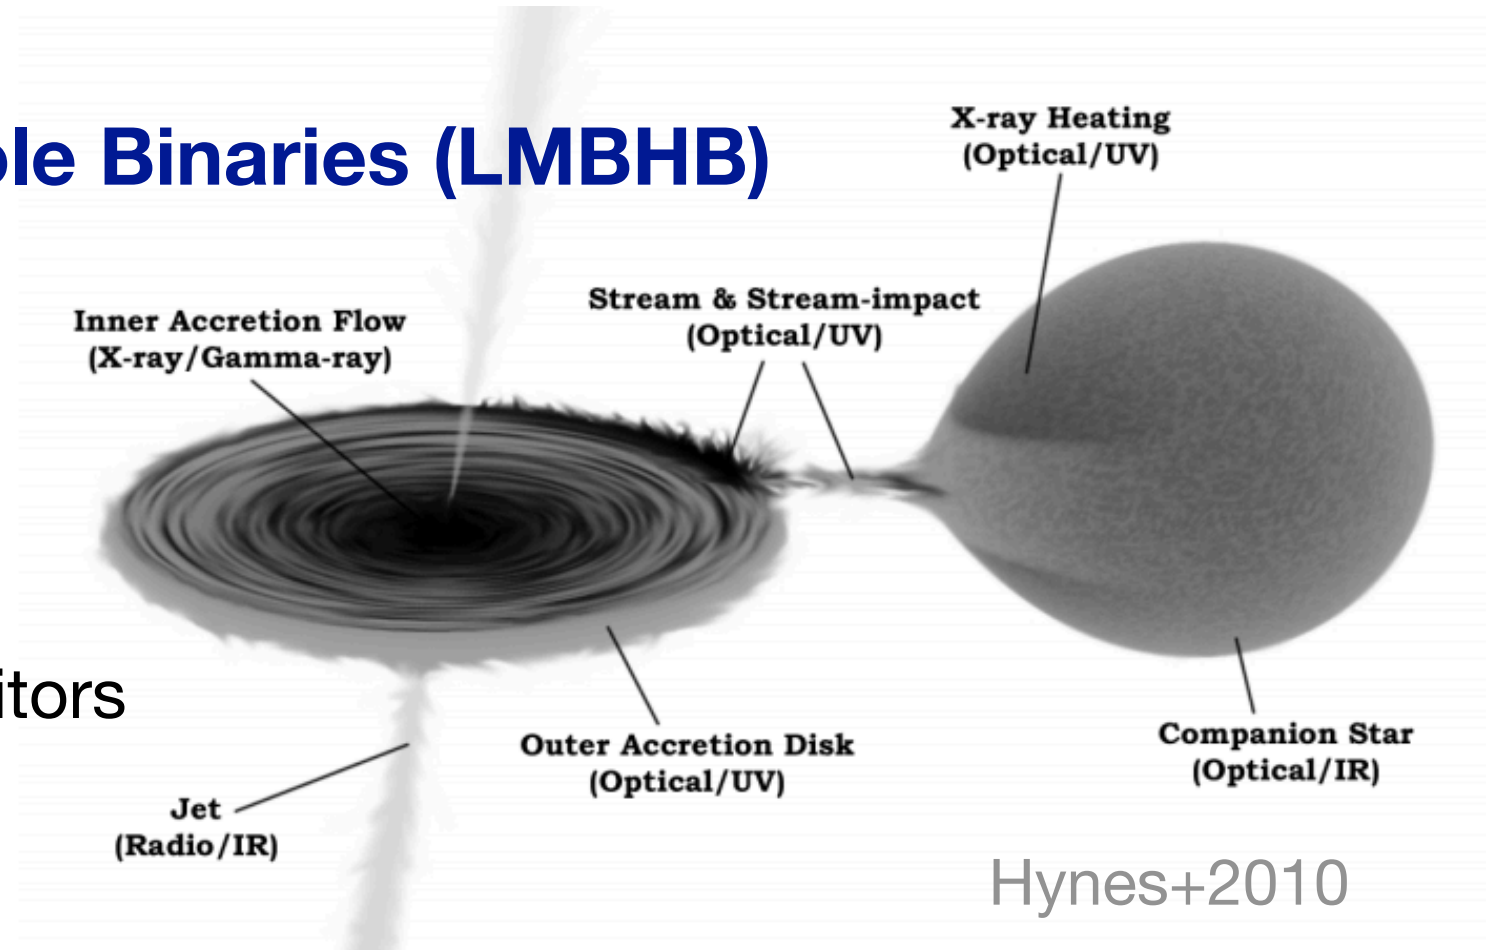 ole Binaries (LMBHB)
X-ray Heating
(Optical/UV)
Stream & Stream-impact
(Optical/UV)
Inner Accretion Flow
(X-ray/Gamma-ray)
itors
Outer Accretion Disk
(Optical/UV)
Companion Star
(Optical/IR)
Jet
(Radio/IR)
Hynes+2010